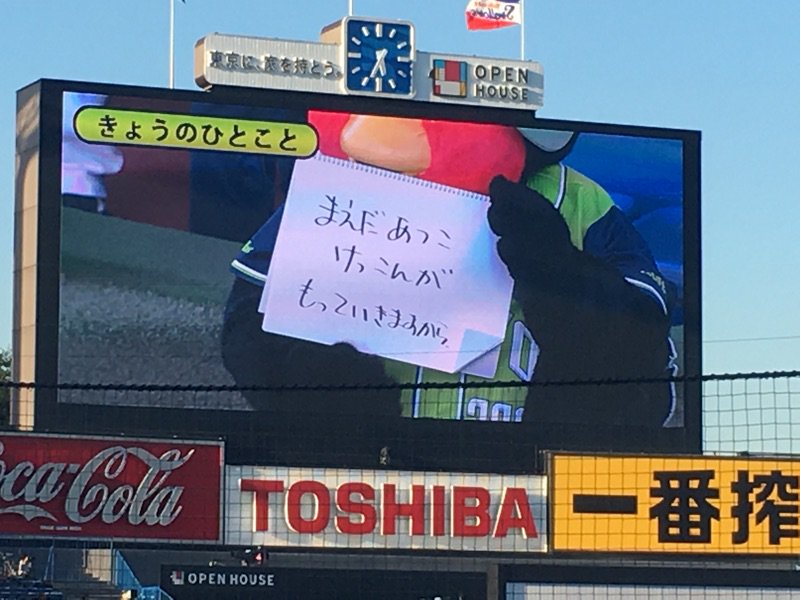 東京に、家を持とう。
OPEN
HOUSE
きょうのひとこと
まえだあつこ
けっこんが
もっていきますから
Coca-Cola
TOSHIBA
一番搾
OPEN HOUSE